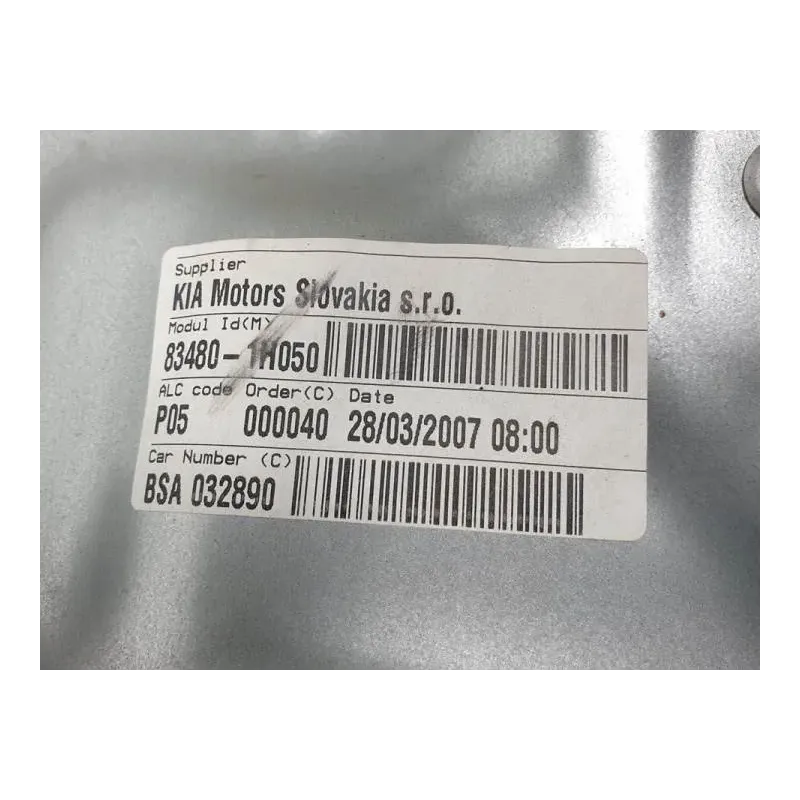 Supplier
KIA Motors Slovakia s.r.o.
Modul Id(M)
83480-1H050
ALC code Order(C) Date
P05 000040 28/03/2007 08:00
Car Number (C)
BSA 032890